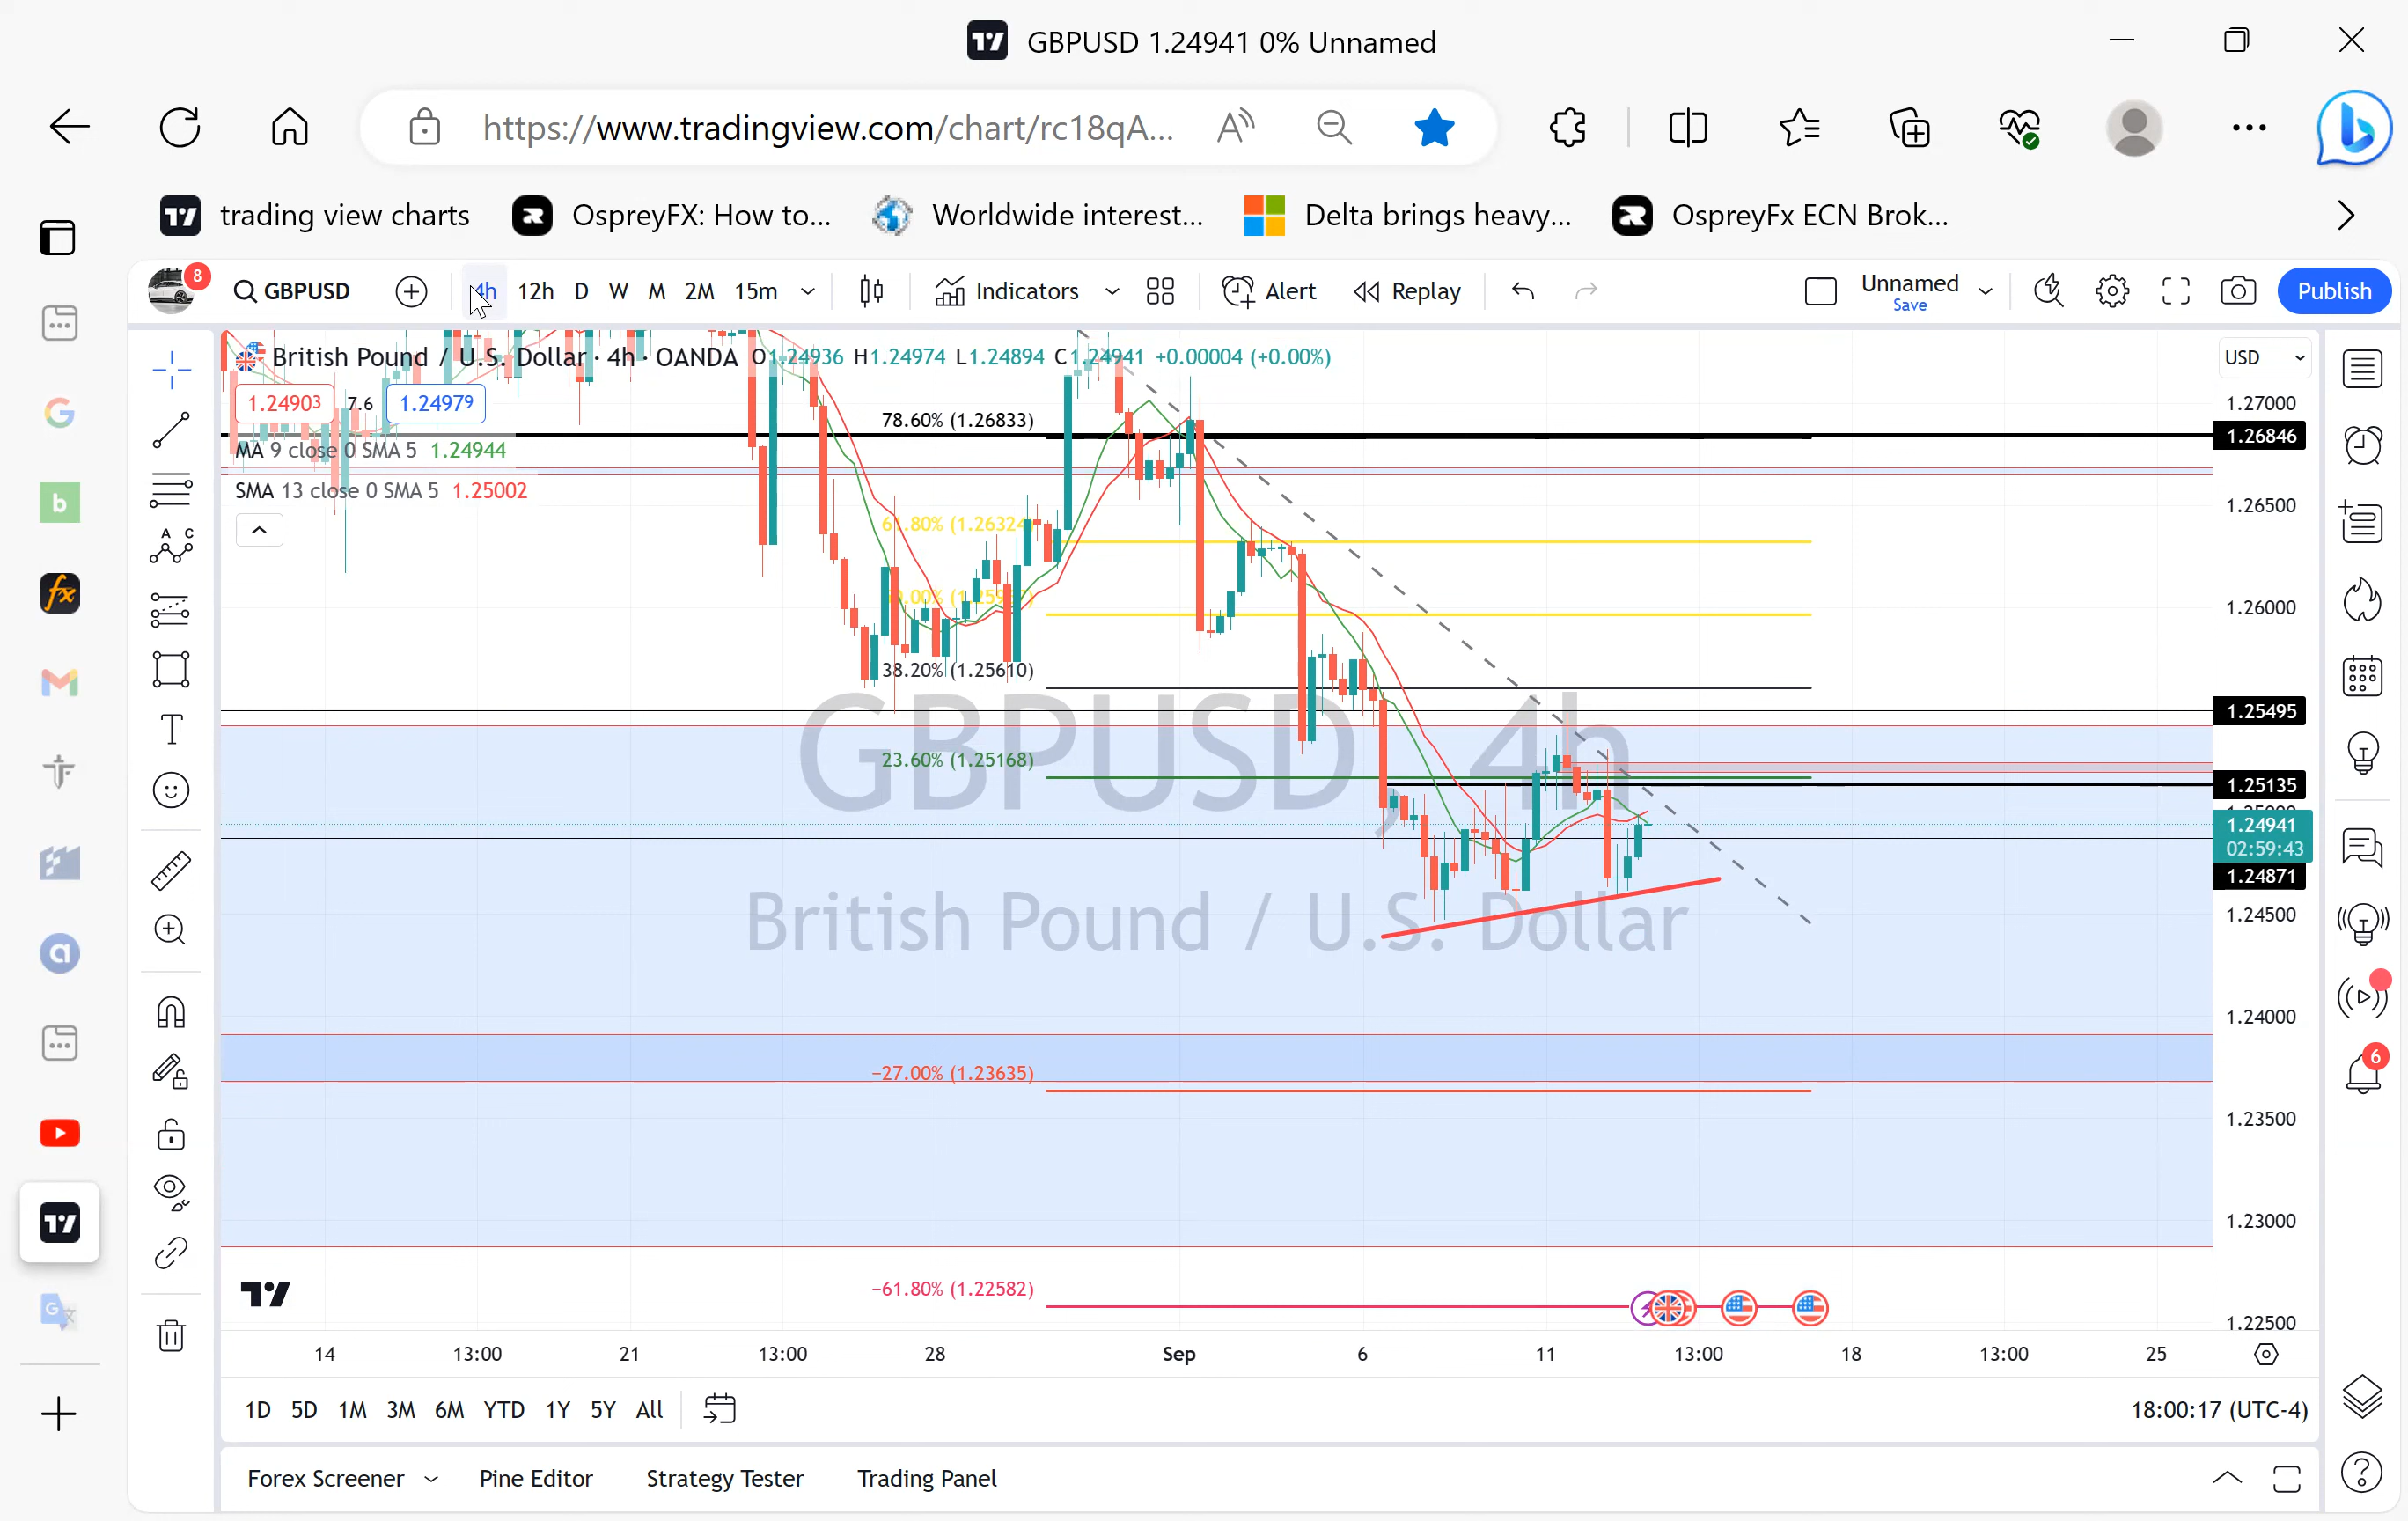 GBPUSD 1.24941 0% Unnamed
https://www.tradingview.com/chart/rc18qA...
trading view charts
OspreyFX: How to...
Worldwide interest...
Delta brings heavy...
OspreyFx ECN Brok...
8
GBPUSD
4h 12h D W M 2M 15m
Indicators
Alert
Replay
Unnamed
Save
Publish
British Pound / U.S. Dollar · 4h · OANDA O1.24936 H1.24974 L1.24894 C1.24941 +0.00004 (+0.00%)
1.24903 7.6 1.24979
MA 9 close 0 SMA 5 1.24944
SMA 13 close 0 SMA 5 1.25002
78.60% (1.26833)
61.80% (1.26324)
38.20% (1.25610)
23.60% (1.25168)
-27.00% (1.23635)
-61.80% (1.22582)
GBPUSD, 4h
British Pound / U.S. Dollar
USD
1.27000
1.26846
1.26500
1.26000
1.25495
1.25135
1.24941
02:59:43
1.24871
1.24500
1.24000
1.23500
1.23000
1.22500
14 13:00 21 13:00 28 Sep 6 11 13:00 18 13:00 25
1D 5D 1M 3M 6M YTD 1Y 5Y All
18:00:17 (UTC-4)
Forex Screener
Pine Editor
Strategy Tester
Trading Panel
6